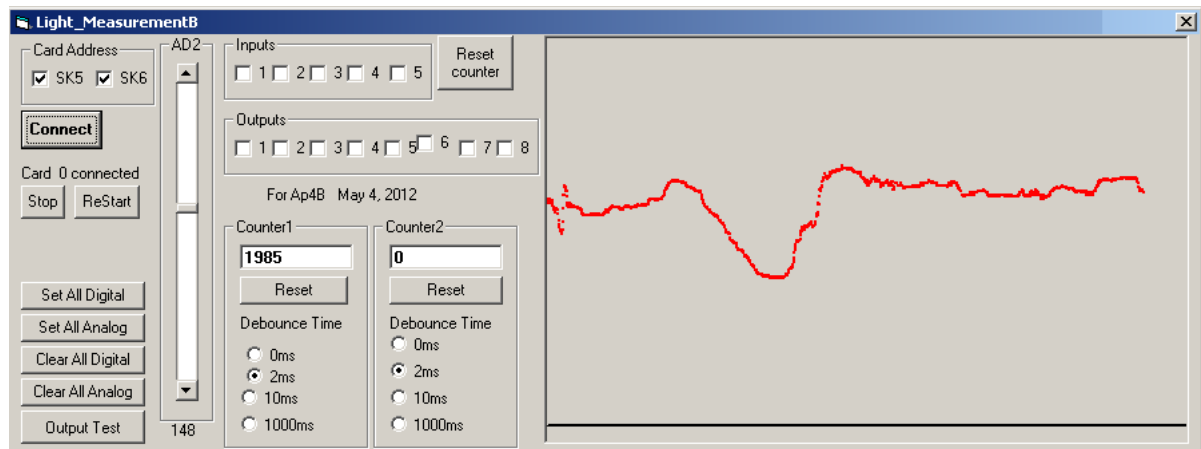 Light_MeasurementB
Card Address
SK5 SK6
Connect
Card 0 connected
Stop ReStart
Set All Digital
Set All Analog
Clear All Digital
Clear All Analog
Output Test
AD2
148
Inputs
1 2 3 4 5
Reset
counter
Outputs
1 2 3 4 5 6 7 8
For Ap4B May 4, 2012
Counter1
1985
Reset
Debounce Time
0ms
2ms
10ms
1000ms
Counter2
0
Reset
Debounce Time
0ms
2ms
10ms
1000ms